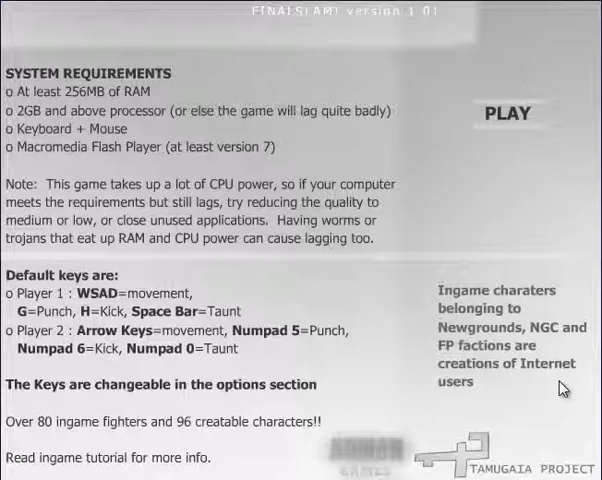 FINALSLAM! version 1.01
SYSTEM REQUIREMENTS
o At least 256MB of RAM
o 2GB and above processor (or else the game will lag quite badly)
o Keyboard + Mouse
o Macromedia Flash Player (at least version 7)
PLAY
Note: This game takes up a lot of CPU power, so if your computer
meets the requirements but still lags, try reducing the quality to
medium or low, or close unused applications. Having worms or
trojans that eat up RAM and CPU power can cause lagging too.
Default keys are:
o Player 1 : WSAD=movement,
G=Punch, H=Kick, Space Bar=Taunt
o Player 2 : Arrow Keys=movement, Numpad 5=Punch,
Numpad 6=Kick, Numpad 0=Taunt
Ingame charaters
belonging to
Newgrounds, NGC and
FP factions are
creations of Internet
users
The Keys are changeable in the options section
Over 80 ingame fighters and 96 creatable characters!!
Read ingame tutorial for more info.
GAMES
TAMUGAIA PROJECT